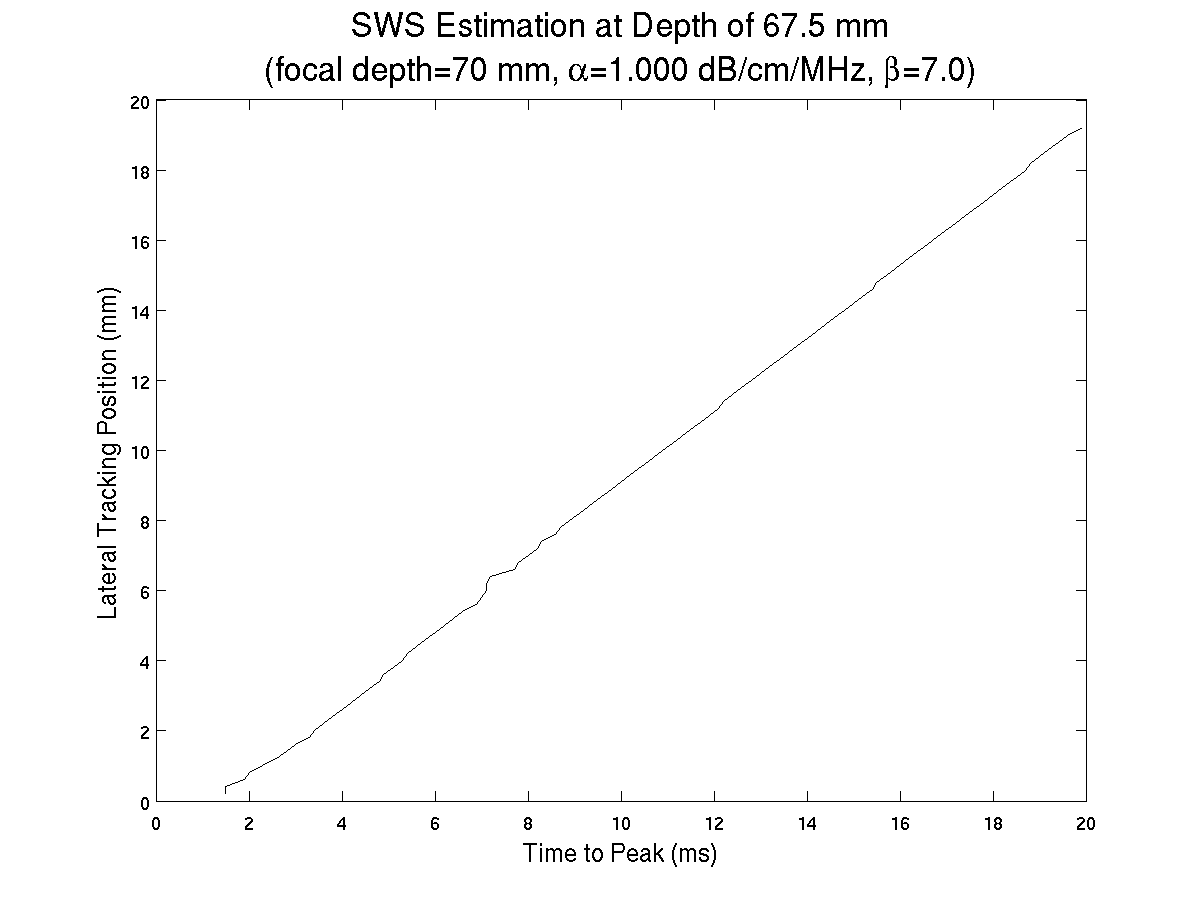 SWS Estimation at Depth of 67.5 mm
(focal depth=70 mm, α=1.000 dB/cm/MHz, β=7.0)
20
18
16
14
12
10
8
6
4
2
0
Lateral Tracking Position (mm)
0 2 4 6 8 10 12 14 16 18 20
Time to Peak (ms)